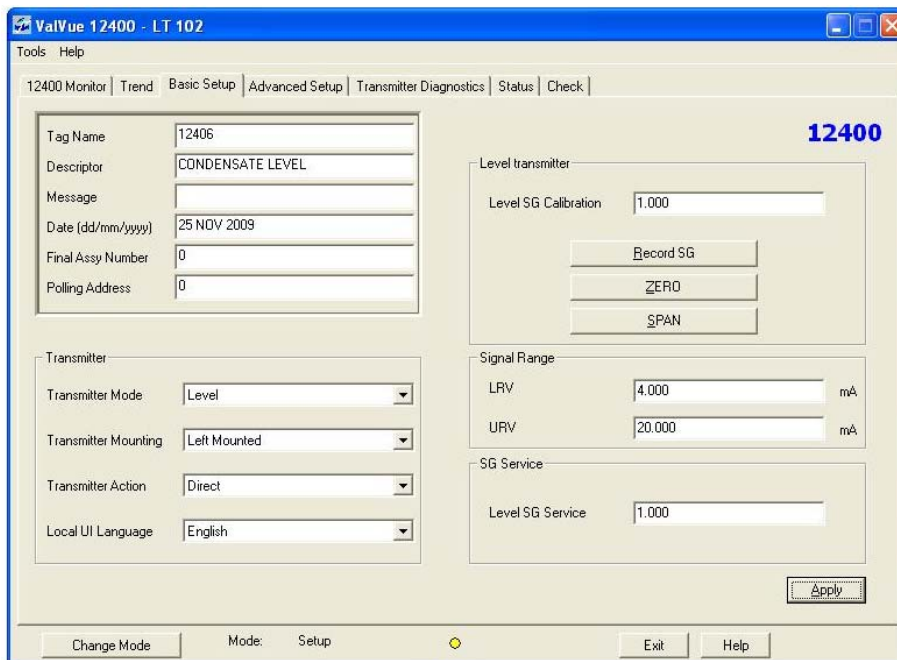 ValVue 12400 - LT 102
Tools Help
12400 Monitor Trend Basic Setup Advanced Setup Transmitter Diagnostics Status Check
12400
Tag Name 12406
Descriptor CONDENSATE LEVEL
Message
Date (dd/mm/yyyy) 25 NOV 2009
Final Assy Number 0
Polling Address 0
Level transmitter
Level SG Calibration 1.000
Record SG
ZERO
SPAN
Transmitter
Transmitter Mode Level
Transmitter Mounting Left Mounted
Transmitter Action Direct
Local UI Language English
Signal Range
LRV 4.000 mA
URV 20.000 mA
SG Service
Level SG Service 1.000
Apply
Change Mode Mode: Setup Exit Help